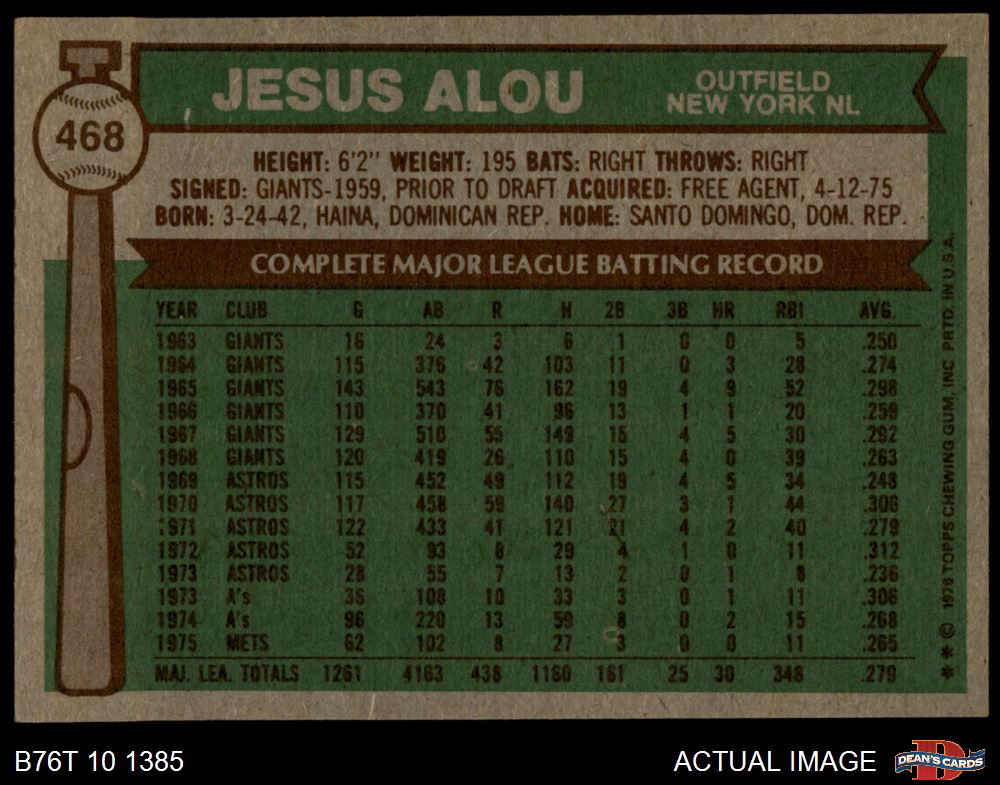 468
JESUS ALOU
OUTFIELD
NEW YORK NL
HEIGHT: 6'2" WEIGHT: 195 BATS: RIGHT THROWS: RIGHT
SIGNED: GIANTS-1959, PRIOR TO DRAFT ACQUIRED: FREE AGENT, 4-12-75
BORN: 3-24-42, HAINA, DOMINICAN REP. HOME: SANTO DOMINGO, DOM. REP.
COMPLETE MAJOR LEAGUE BATTING RECORD
YEAR CLUB G AB R H 2B 3B HR RBI AVG.
1963 GIANTS 16 24 3 6 1 0 0 5 .250
1964 GIANTS 115 376 42 103 11 0 3 28 .274
1965 GIANTS 143 543 76 162 19 4 9 52 .298
1966 GIANTS 110 370 41 96 13 1 1 20 .259
1967 GIANTS 129 510 55 149 15 4 5 30 .292
1968 GIANTS 120 419 26 110 15 4 0 39 .263
1969 ASTROS 115 452 49 112 19 4 5 34 .248
1970 ASTROS 117 458 59 140 27 3 1 44 .306
1971 ASTROS 122 433 41 121 21 4 2 40 .279
1972 ASTROS 52 93 8 29 4 1 0 11 .312
1973 ASTROS 28 55 7 13 2 0 1 8 .236
1973 A's 36 108 10 33 3 0 1 11 .306
1974 A's 96 220 13 59 8 0 2 15 .268
1975 METS 62 102 8 27 3 0 0 11 .265
MAJ. LEA. TOTALS 1261 4163 438 1160 161 25 30 348 .279
** © 1976 TOPPS CHEWING GUM, INC PRTD. IN U.S.A.
B76T 10 1385
ACTUAL IMAGE
D
DEAN'S CARDS